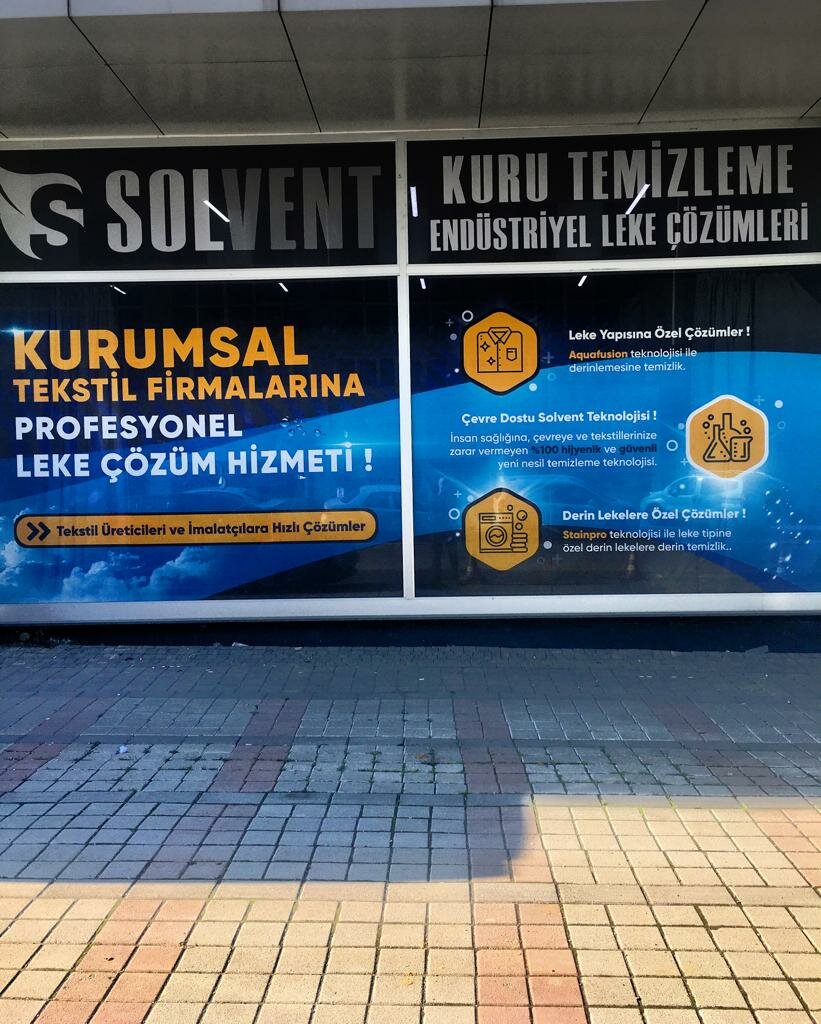 S SOLVENT
KURU TEMİZLEME
ENDÜSTRİYEL LEKE ÇÖZÜMLERİ
KURUMSAL
TEKSTİL FİRMALARINA
PROFESYONEL
LEKE ÇÖZÜM HİZMETİ !
Tekstil Üreticileri ve İmalatçılara Hızlı Çözümler
Leke Yapısına Özel Çözümler !
Aquafusion teknolojisi ile
derinlemesine temizlik.
Çevre Dostu Solvent Teknolojisi !
İnsan sağlığına, çevreye ve tekstillerinize
zarar vermeyen %100 hijyenik ve güvenli
yeni nesil temizleme teknolojisi.
Derin Lekelere Özel Çözümler !
Stainpro teknolojisi ile leke tipine
özel derin lekelere derin temizlik..